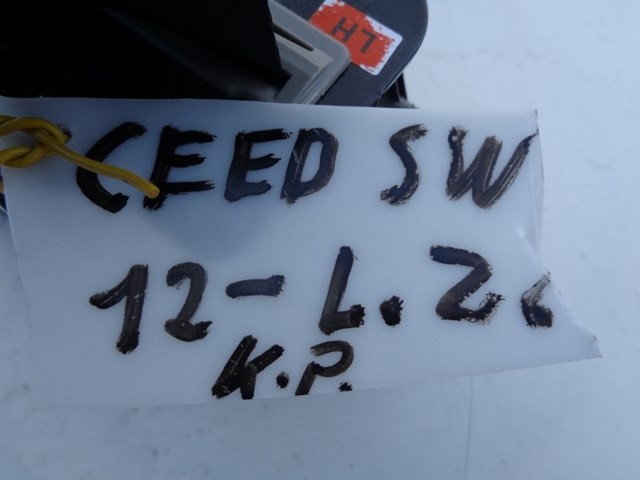 LH
CEED SW
12-L.Z.
K.P.